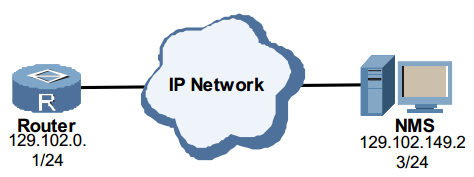 IP Network
R
Router
129.102.0.
1/24
NMS
129.102.149.2
3/24